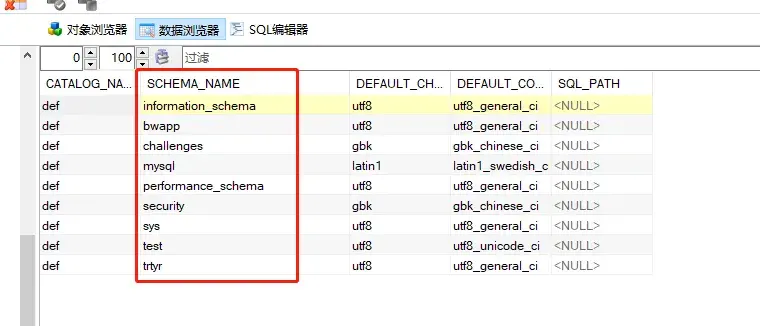 对象浏览器 数据浏览器 SQL编辑器
0 100 过滤
CATALOG_NA... SCHEMA_NAME DEFAULT_CH... DEFAULT_CO... SQL_PATH
def information_schema utf8 utf8_general_ci <NULL>
def bwapp utf8 utf8_general_ci <NULL>
def challenges gbk gbk_chinese_ci <NULL>
def mysql latin1 latin1_swedish_c <NULL>
def performance_schema utf8 utf8_general_ci <NULL>
def security gbk gbk_chinese_ci <NULL>
def sys utf8 utf8_general_ci <NULL>
def test utf8 utf8_unicode_ci <NULL>
def trtyr utf8 utf8_general_ci <NULL>